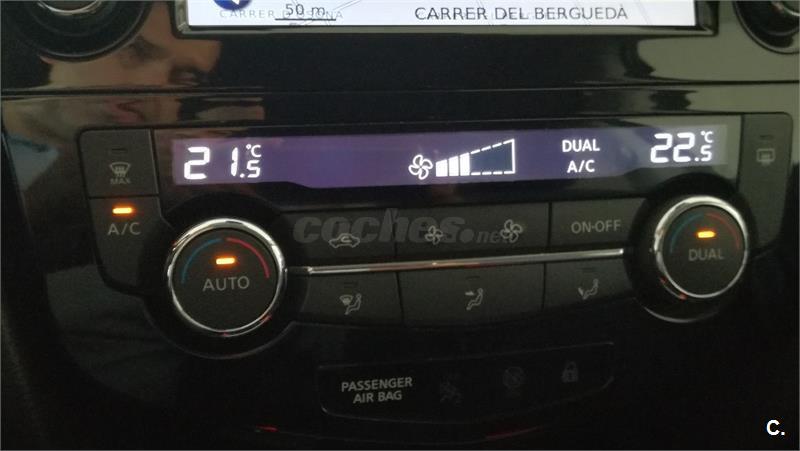 50 m
CARRER DEL BERGUEDÀ
21.5 °C
DUAL
A/C
22.5 °C
MAX
A/C
AUTO
coches.net
ON-OFF
DUAL
PASSENGER
AIR BAG
C.